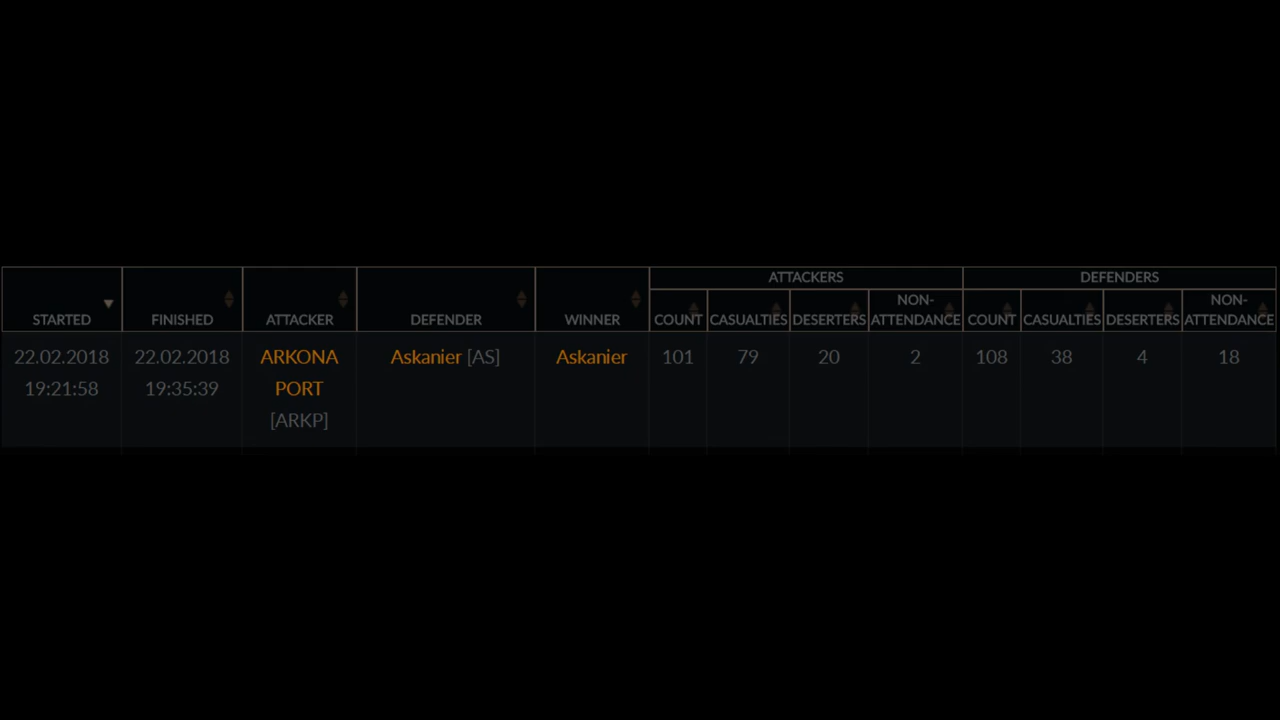 ATTACKERS DEFENDERS
STARTED FINISHED ATTACKER DEFENDER WINNER COUNT CASUALTIES DESERTERS NON-ATTENDANCE COUNT CASUALTIES DESERTERS NON-ATTENDANCE
22.02.2018 22.02.2018 ARKONA Askanier [AS] Askanier 101 79 20 2 108 38 4 18
19:21:58 19:35:39 PORT
[ARKP]